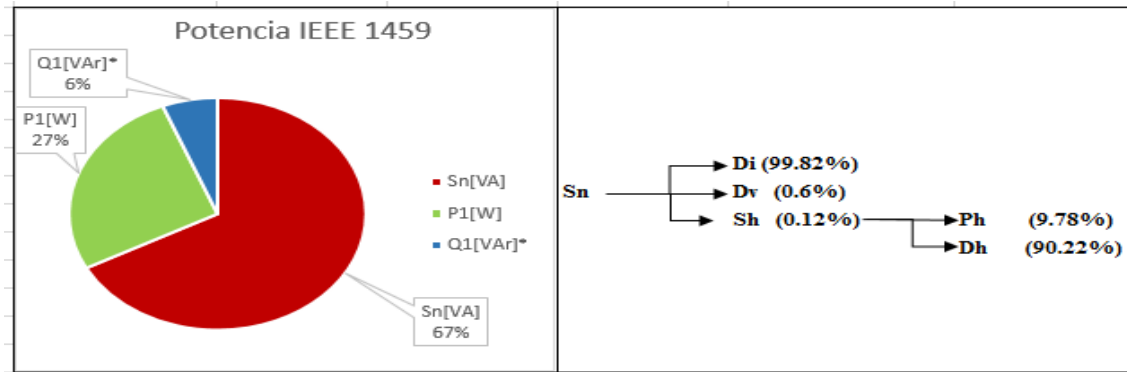 Potencia IEEE 1459
Q1[VAr]*
6%
P1[W]
27%
Sn[VA]
P1[W]
Q1[VAr]*
Sn[VA]
67%
Sn
Di (99.82%)
Dv (0.6%)
Sh (0.12%)
Ph (9.78%)
Dh (90.22%)